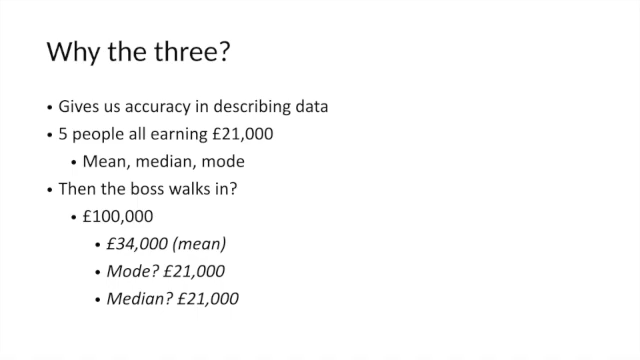 Why the three?
• Gives us accuracy in describing data
• 5 people all earning £21,000
• Mean, median, mode
• Then the boss walks in?
• £100,000
• £34,000 (mean)
• Mode? £21,000
• Median? £21,000